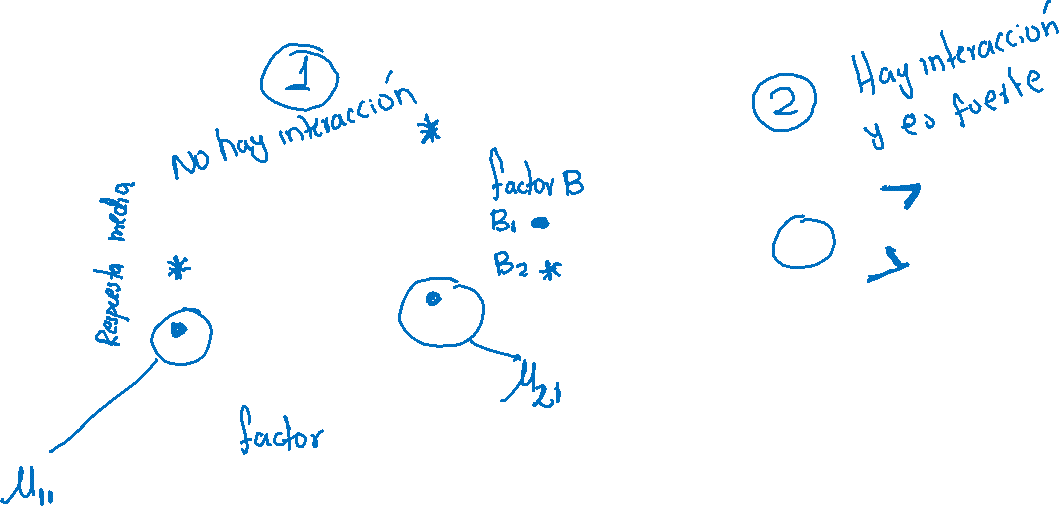 1
No hay interacción
*
Respuesta media
*
factor B
B₁ •
B₂ *
μ₁₁
μ₂₁
factor
2
Hay interacción
y es fuerte